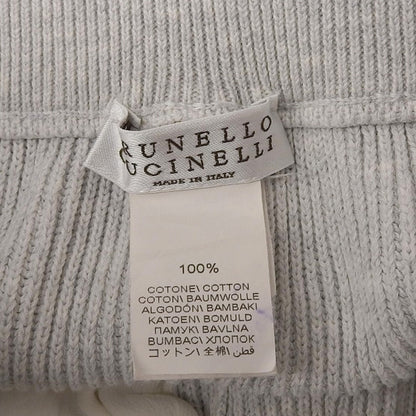 RUNELLO
UCINELLI
MADE IN ITALY
100%
COTONE\ COTTON
COTON\ BAUMWOLLE
ALGODÓN\ BAMBAKI
KATOEN\ BOMULD
ПАМУК\ BAVLNA
BUMBAC\ ХЛОПОК
コットン\ 全棉\ قطن